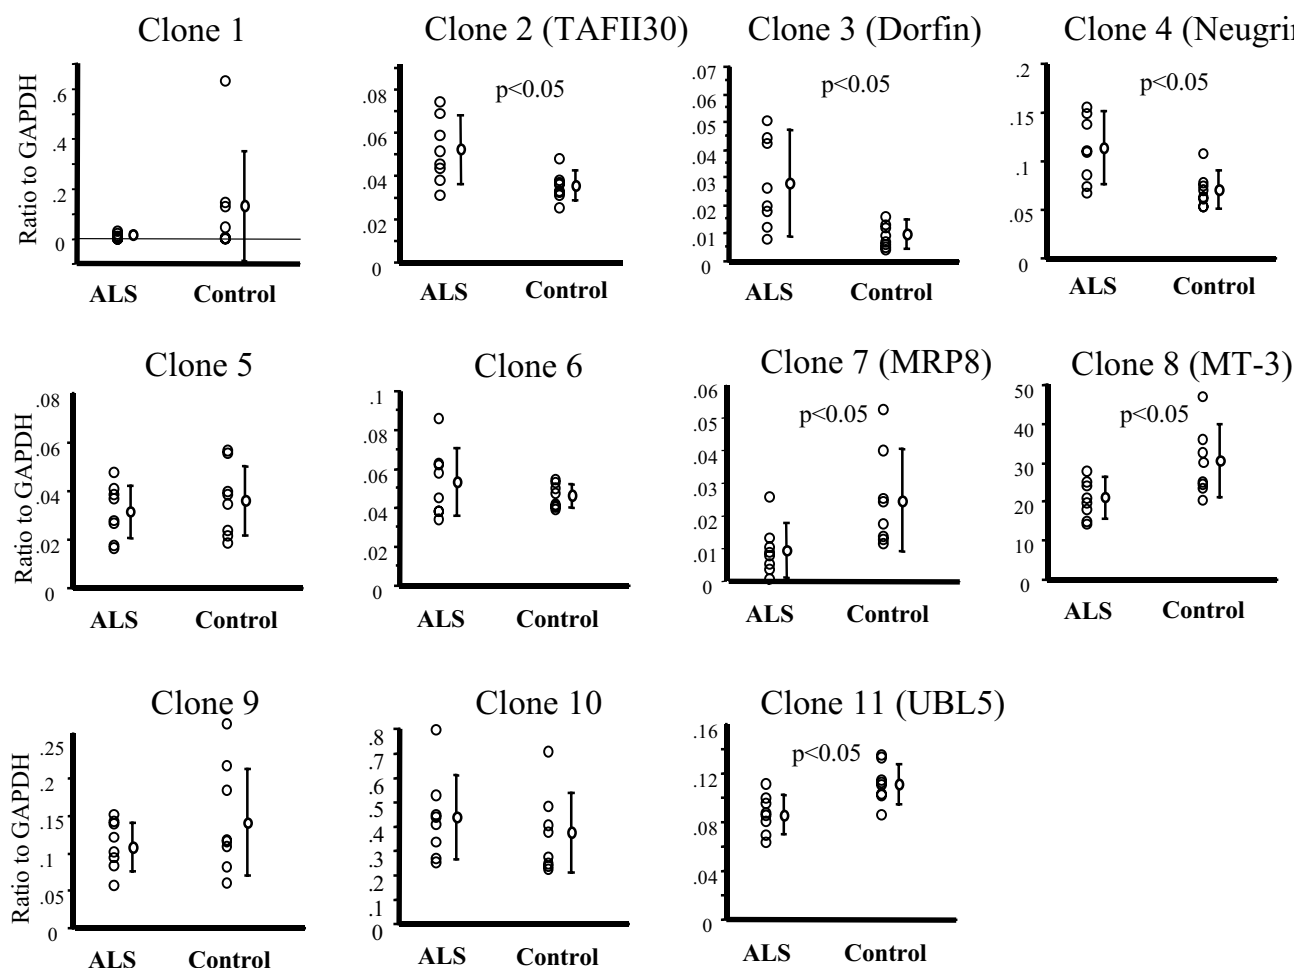 Clone 1
Ratio to GAPDH
.6
.4
.2
0
ALS Control
Clone 2 (TAFII30)
p<0.05
.08
.06
.04
.02
0
ALS Control
Clone 3 (Dorfin)
p<0.05
.07
.06
.05
.04
.03
.02
.01
0
ALS Control
Clone 4 (Neugrin
p<0.05
.2
.15
.1
.05
0
ALS Control
Clone 5
Ratio to GAPDH
.08
.06
.04
.02
0
ALS Control
Clone 6
.1
.08
.06
.04
.02
0
ALS Control
Clone 7 (MRP8)
p<0.05
.06
.05
.04
.03
.02
.01
0
ALS Control
Clone 8 (MT-3)
p<0.05
50
40
30
20
10
0
ALS Control
Clone 9
Ratio to GAPDH
.25
.2
.15
.1
.05
0
ALS Control
Clone 10
.8
.7
.6
.5
.4
.3
.2
.1
0
ALS Control
Clone 11 (UBL5)
p<0.05
.16
.12
.08
.04
0
ALS Control